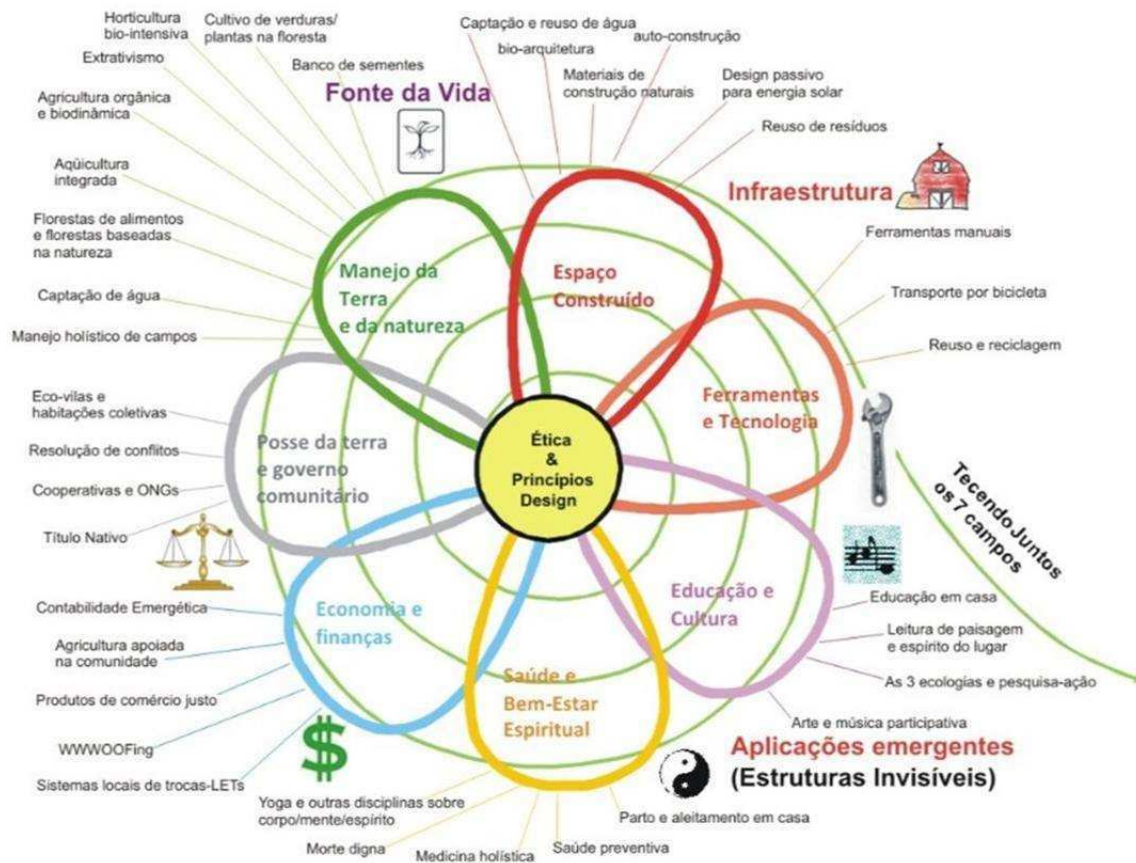 Horticultura
bio-intensiva
Cultivo de verduras/
plantas na floresta
Extrativismo
Banco de sementes
Fonte da Vida
Agricultura orgânica
e biodinâmica
Aqüicultura
integrada
Florestas de alimentos
e florestas baseadas
na natureza
Captação de água
Manejo holístico de campos
Manejo da
Terra
e da natureza
Captação e reuso de água
bio-arquitetura
auto-construção
Materiais de
construção naturais
Design passivo
para energia solar
Reuso de resíduos
Infraestrutura
Espaço
Construído
Ferramentas manuais
Transporte por bicicleta
Reuso e reciclagem
Ferramentas
e Tecnologia
Eco-vilas e
habitações coletivas
Resolução de conflitos
Cooperativas e ONGs
Título Nativo
Posse da terra
e governo
comunitário
Ética
&
Princípios
Design
Tecendo Juntos
os 7 campos
Educação e
Cultura
Educação em casa
Leitura de paisagem
e espírito do lugar
As 3 ecologias e pesquisa-ação
Arte e música participativa
Contabilidade Emergética
Agricultura apoiada
na comunidade
Produtos de comércio justo
WWWOOFing
Sistemas locais de trocas-LETs
Economia e
finanças
$
Saúde e
Bem-Estar
Espiritual
Aplicações emergentes
(Estruturas Invisíveis)
Yoga e outras disciplinas sobre
corpo/mente/espírito
Morte digna
Medicina holística
Saúde preventiva
Parto e aleitamento em casa